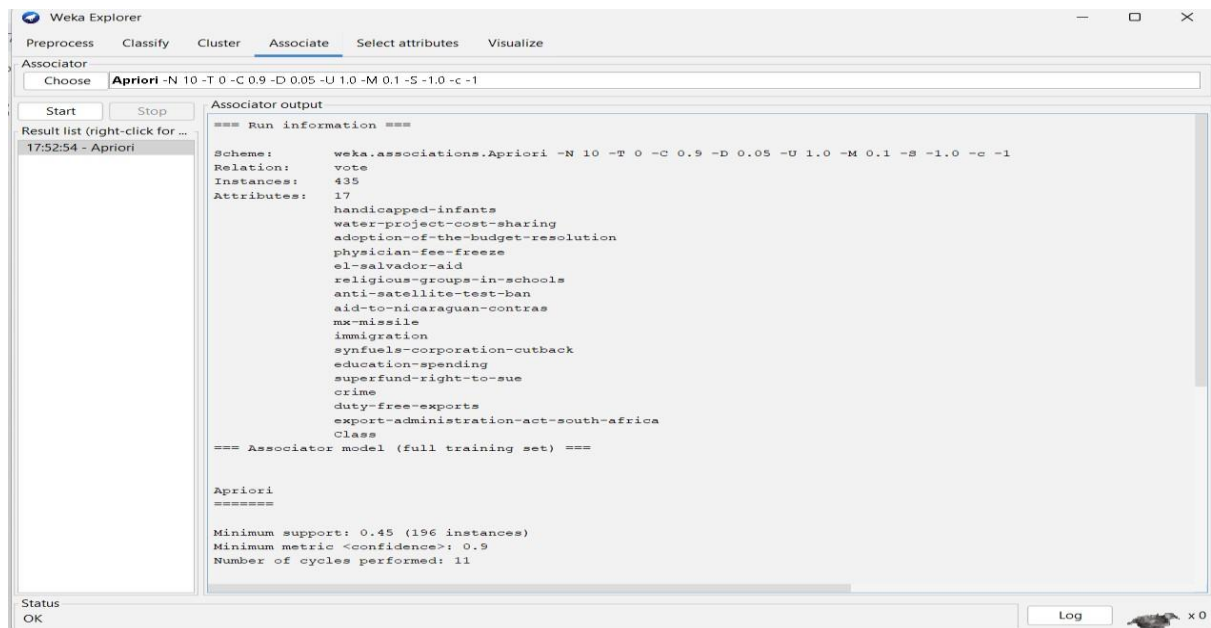 Weka Explorer
Preprocess Classify Cluster Associate Select attributes Visualize
Associator
Choose Apriori -N 10 -T 0 -C 0.9 -D 0.05 -U 1.0 -M 0.1 -S -1.0 -c -1
Start Stop
Result list (right-click for ...
17:52:54 - Apriori
Associator output
=== Run information ===
Scheme: weka.associations.Apriori -N 10 -T 0 -C 0.9 -D 0.05 -U 1.0 -M 0.1 -S -1.0 -c -1
Relation: vote
Instances: 435
Attributes: 17
handicapped-infants
water-project-cost-sharing
adoption-of-the-budget-resolution
physician-fee-freeze
el-salvador-aid
religious-groups-in-schools
anti-satellite-test-ban
aid-to-nicaraguan-contras
mx-missile
immigration
synfuels-corporation-cutback
education-spending
superfund-right-to-sue
crime
duty-free-exports
export-administration-act-south-africa
Class
=== Associator model (full training set) ===
Apriori
=======
Minimum support: 0.45 (196 instances)
Minimum metric <confidence>: 0.9
Number of cycles performed: 11
Status
OK
Log x 0